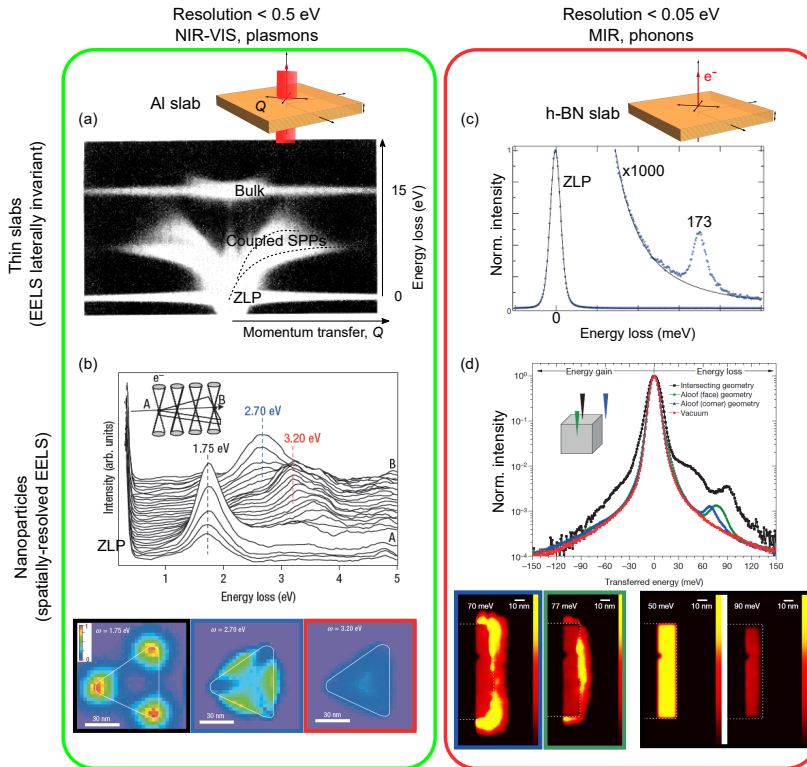 Resolution < 0.5 eV
NIR-VIS, plasmons
Resolution < 0.05 eV
MIR, phonons
Thin slabs
(EELS laterally invariant)
Nanoparticles
(spatially-resolved EELS)
(a)
Al slab
Q
Bulk
Coupled SPPs
ZLP
15
0
Energy loss (eV)
Momentum transfer, Q
(b)
e⁻
A
B
2.70 eV
3.20 eV
1.75 eV
B
A
ZLP
Intensity (arb. units)
1 2 3 4 5
Energy loss (eV)
1
0
ω = 1.75 eV
30 nm
ω = 2.70 eV
30 nm
ω = 3.20 eV
30 nm
(c)
h-BN slab
e⁻
1
ZLP
x1000
173
Norm. intensity
0
0
Energy loss (meV)
(d)
Energy gain
Energy loss
Intersecting geometry
Aloof (face) geometry
Aloof (corner) geometry
Vacuum
10⁰
10⁻¹
10⁻²
10⁻³
10⁻⁴
Norm. intensity
-150 -120 -90 -60 -30 0 30 60 90 120 150
Transferred energy (meV)
70 meV
10 nm
77 meV
10 nm
50 meV
10 nm
90 meV
10 nm